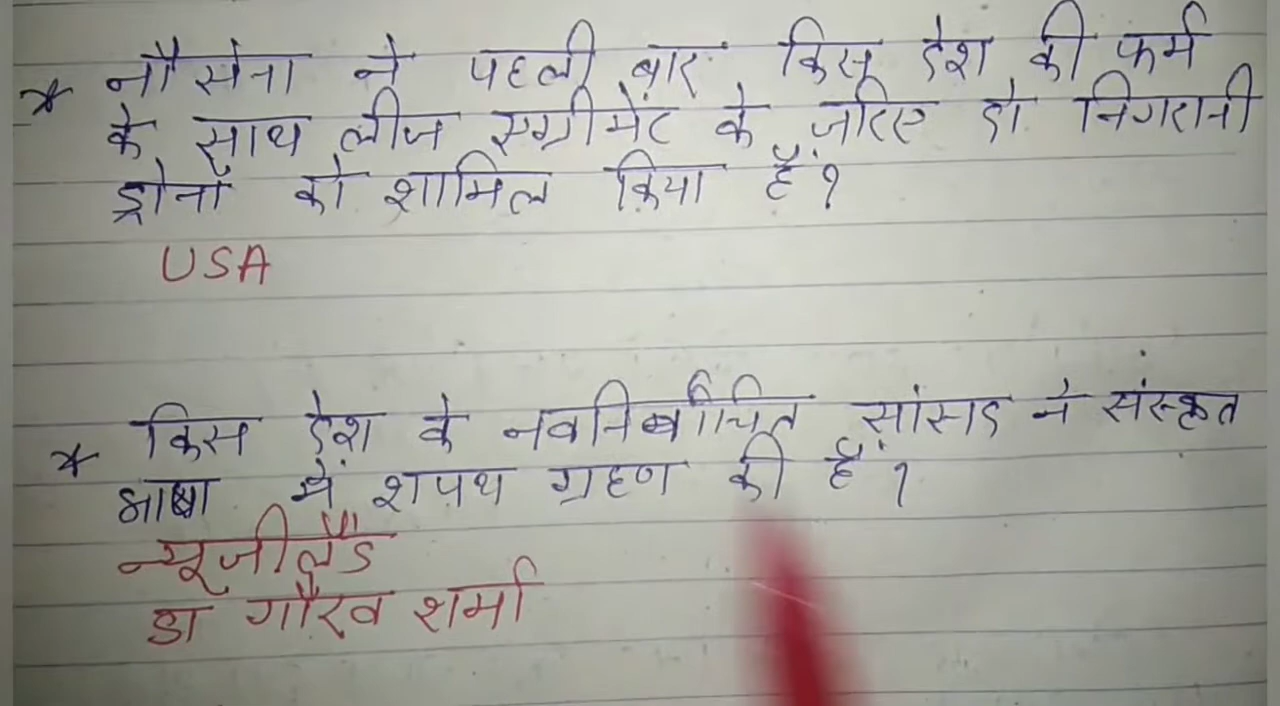 * नौसेना ने पहली बार किस देश की फर्म
के साथ लीज एग्रीमेंट के जरिए दो निगरानी
ड्रोनों को शामिल किया हैं?
USA
* किस देश के नवनिर्बाचित सांसद ने संस्कृत
भाषा में शपथ ग्रहण की हैं?
न्यूजीलैंड
डा गौरव शर्मा